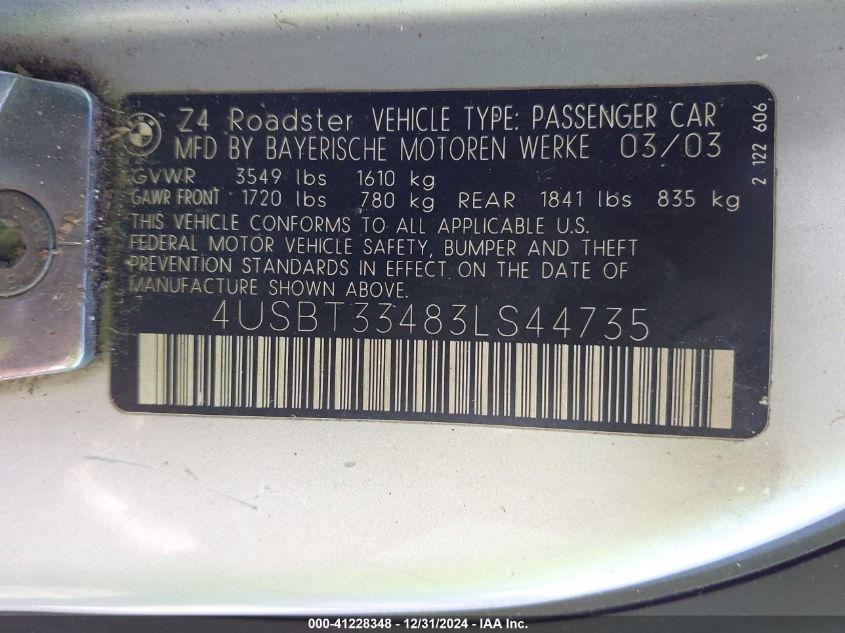 Z4 Roadster VEHICLE TYPE: PASSENGER CAR
MFD BY BAYERISCHE MOTOREN WERKE 03/03
GVWR 3549 lbs 1610 kg
GAWR FRONT 1720 lbs 780 kg REAR 1841 lbs 835 kg
THIS VEHICLE CONFORMS TO ALL APPLICABLE U.S.
FEDERAL MOTOR VEHICLE SAFETY, BUMPER AND THEFT
PREVENTION STANDARDS IN EFFECT ON THE DATE OF
MANUFACTURE SHOWN ABOVE.
4USBT33483LS44735
2 122 606
000-41228348 - 12/31/2024 - IAA Inc.